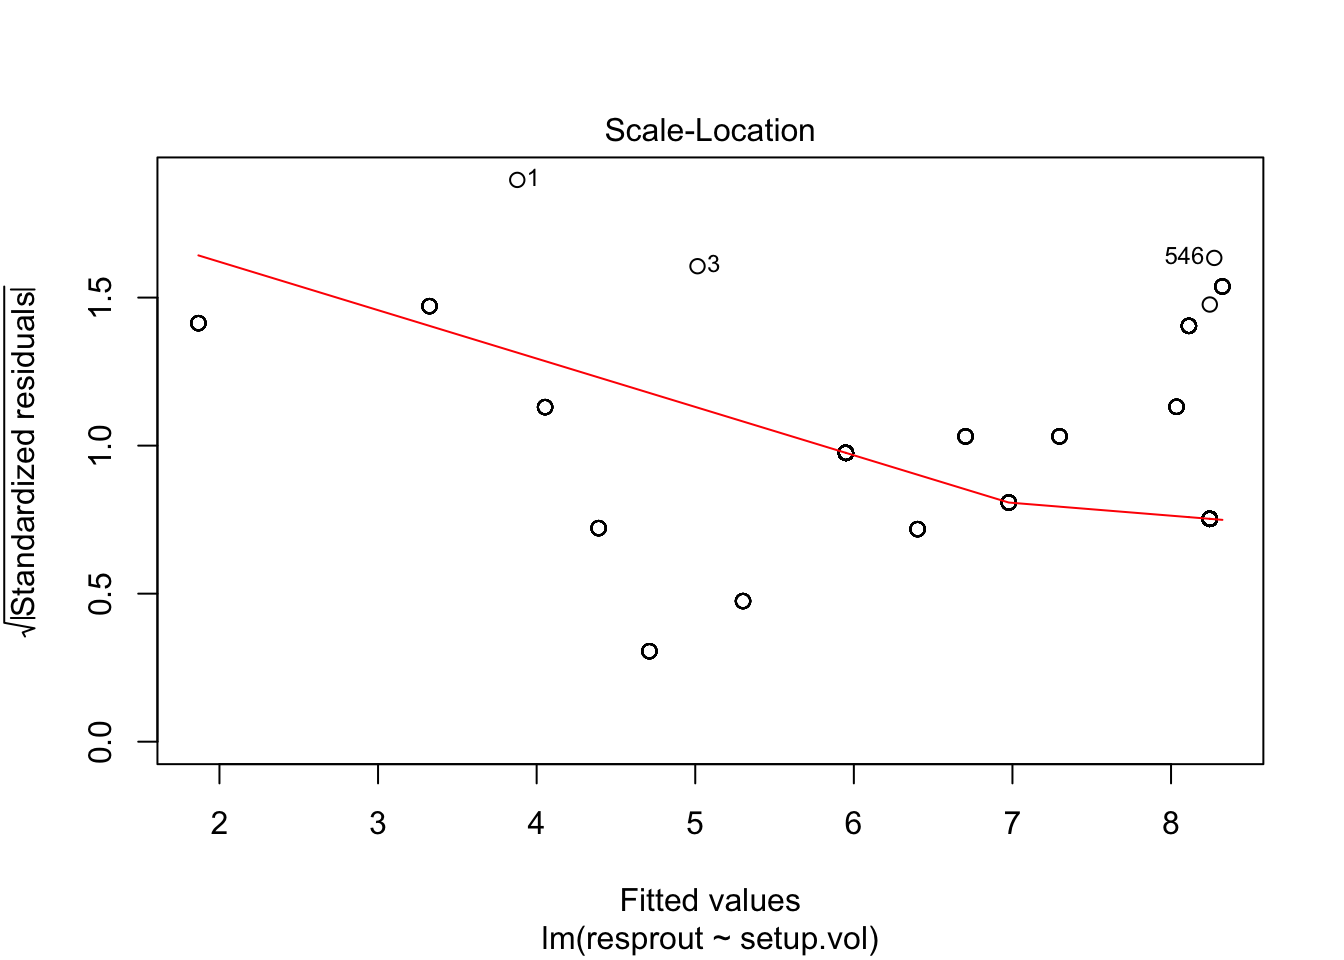 Scale-Location
√|Standardized residuals|
1.5
1.0
0.5
0.0
1
3
546
2 3 4 5 6 7 8
Fitted values
lm(resprout ~ setup.vol)